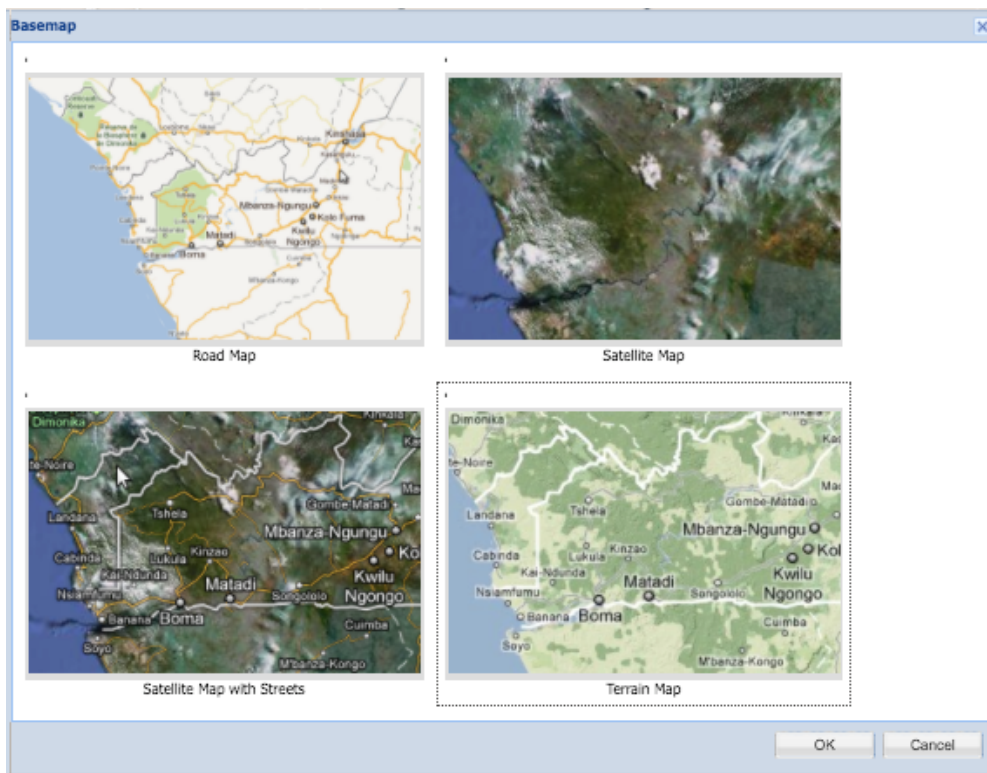 Basemap
Kinshasa
Mbanza-Ngungu
Kolo Fuma
Kwilu
Ngongo
Matadi
Boma
Road Map
Satellite Map
Dimonika
Kinkala
Landana
Tshela
Gombe-Matadi
Mbanza-Ngungu
Cabinda
Lukula
Kinzao
Kai-Ndunda
Matadi
Kwilu
Nsiamfumu
Songololo
Ngongo
Banana
Boma
Cuimba
Soyo
M'banza-Kongo
Satellite Map with Streets
Dimonika
Landana
Tshela
Gombe-Matadi
Mbanza-Ngungu
Cabinda
Lukula
Kinzao
Kai-Ndunda
Matadi
Kwilu
Nsiamfumu
Songololo
Ngongo
Banana
Boma
Cuimba
Soyo
M'banza-Kongo
Terrain Map
OK
Cancel